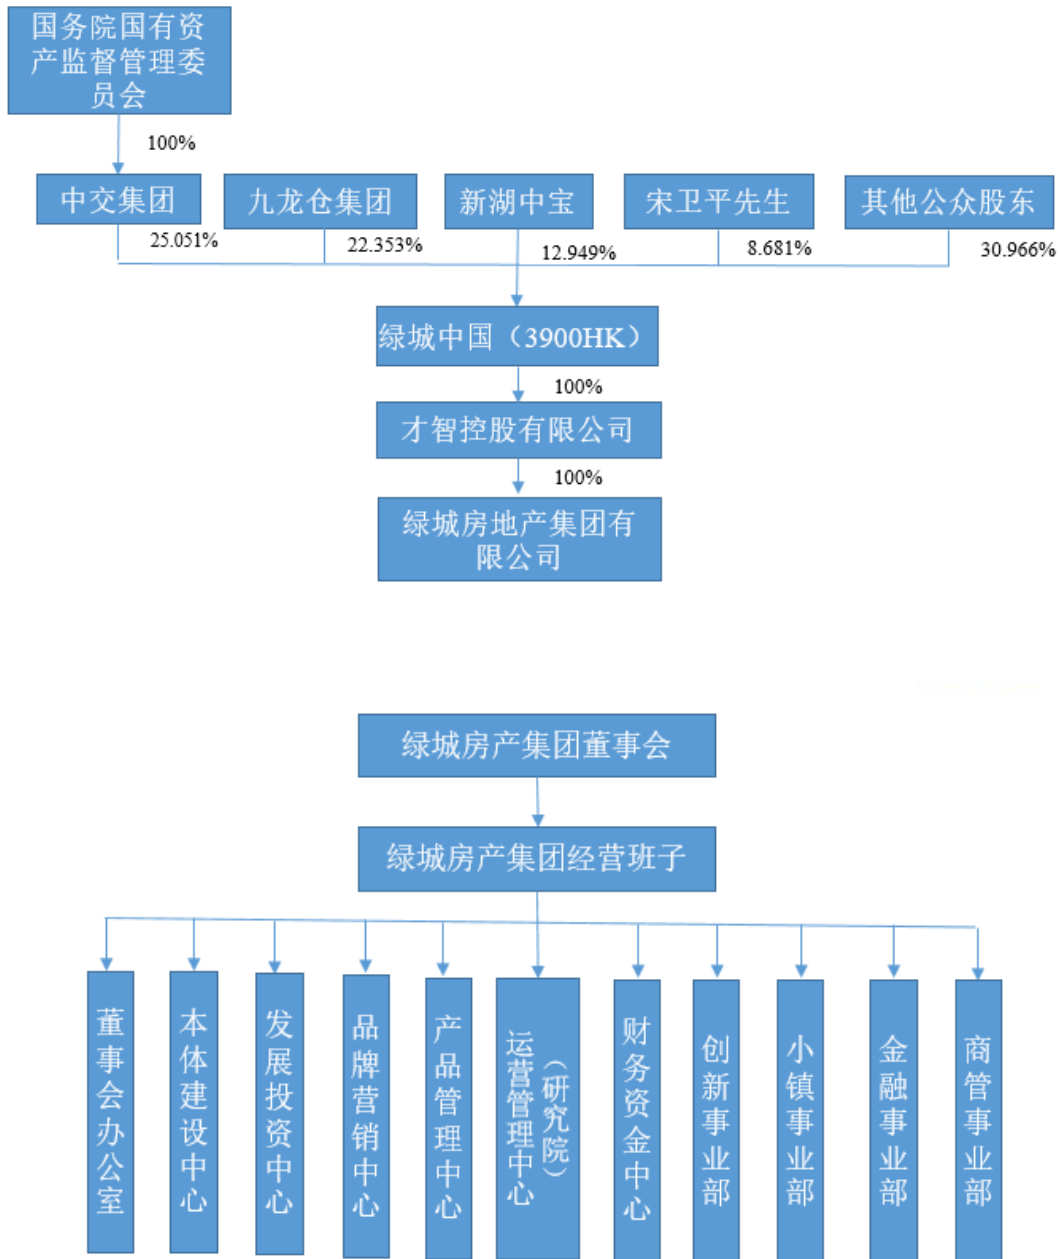 国务院国有资
产监督管理委
员会
100%
中交集团
九龙仓集团
新湖中宝
宋卫平先生
其他公众股东
25.051%
22.353%
12.949%
8.681%
30.966%
绿城中国（3900HK）
100%
才智控股有限公司
100%
绿城房地产集团有
限公司
绿城房产集团董事会
绿城房产集团经营班子
董事会办公室
本体建设中心
发展投资中心
品牌营销中心
产品管理中心
运营管理中心
（研究院）
财务资金中心
创新事业部
小镇事业部
金融事业部
商管事业部